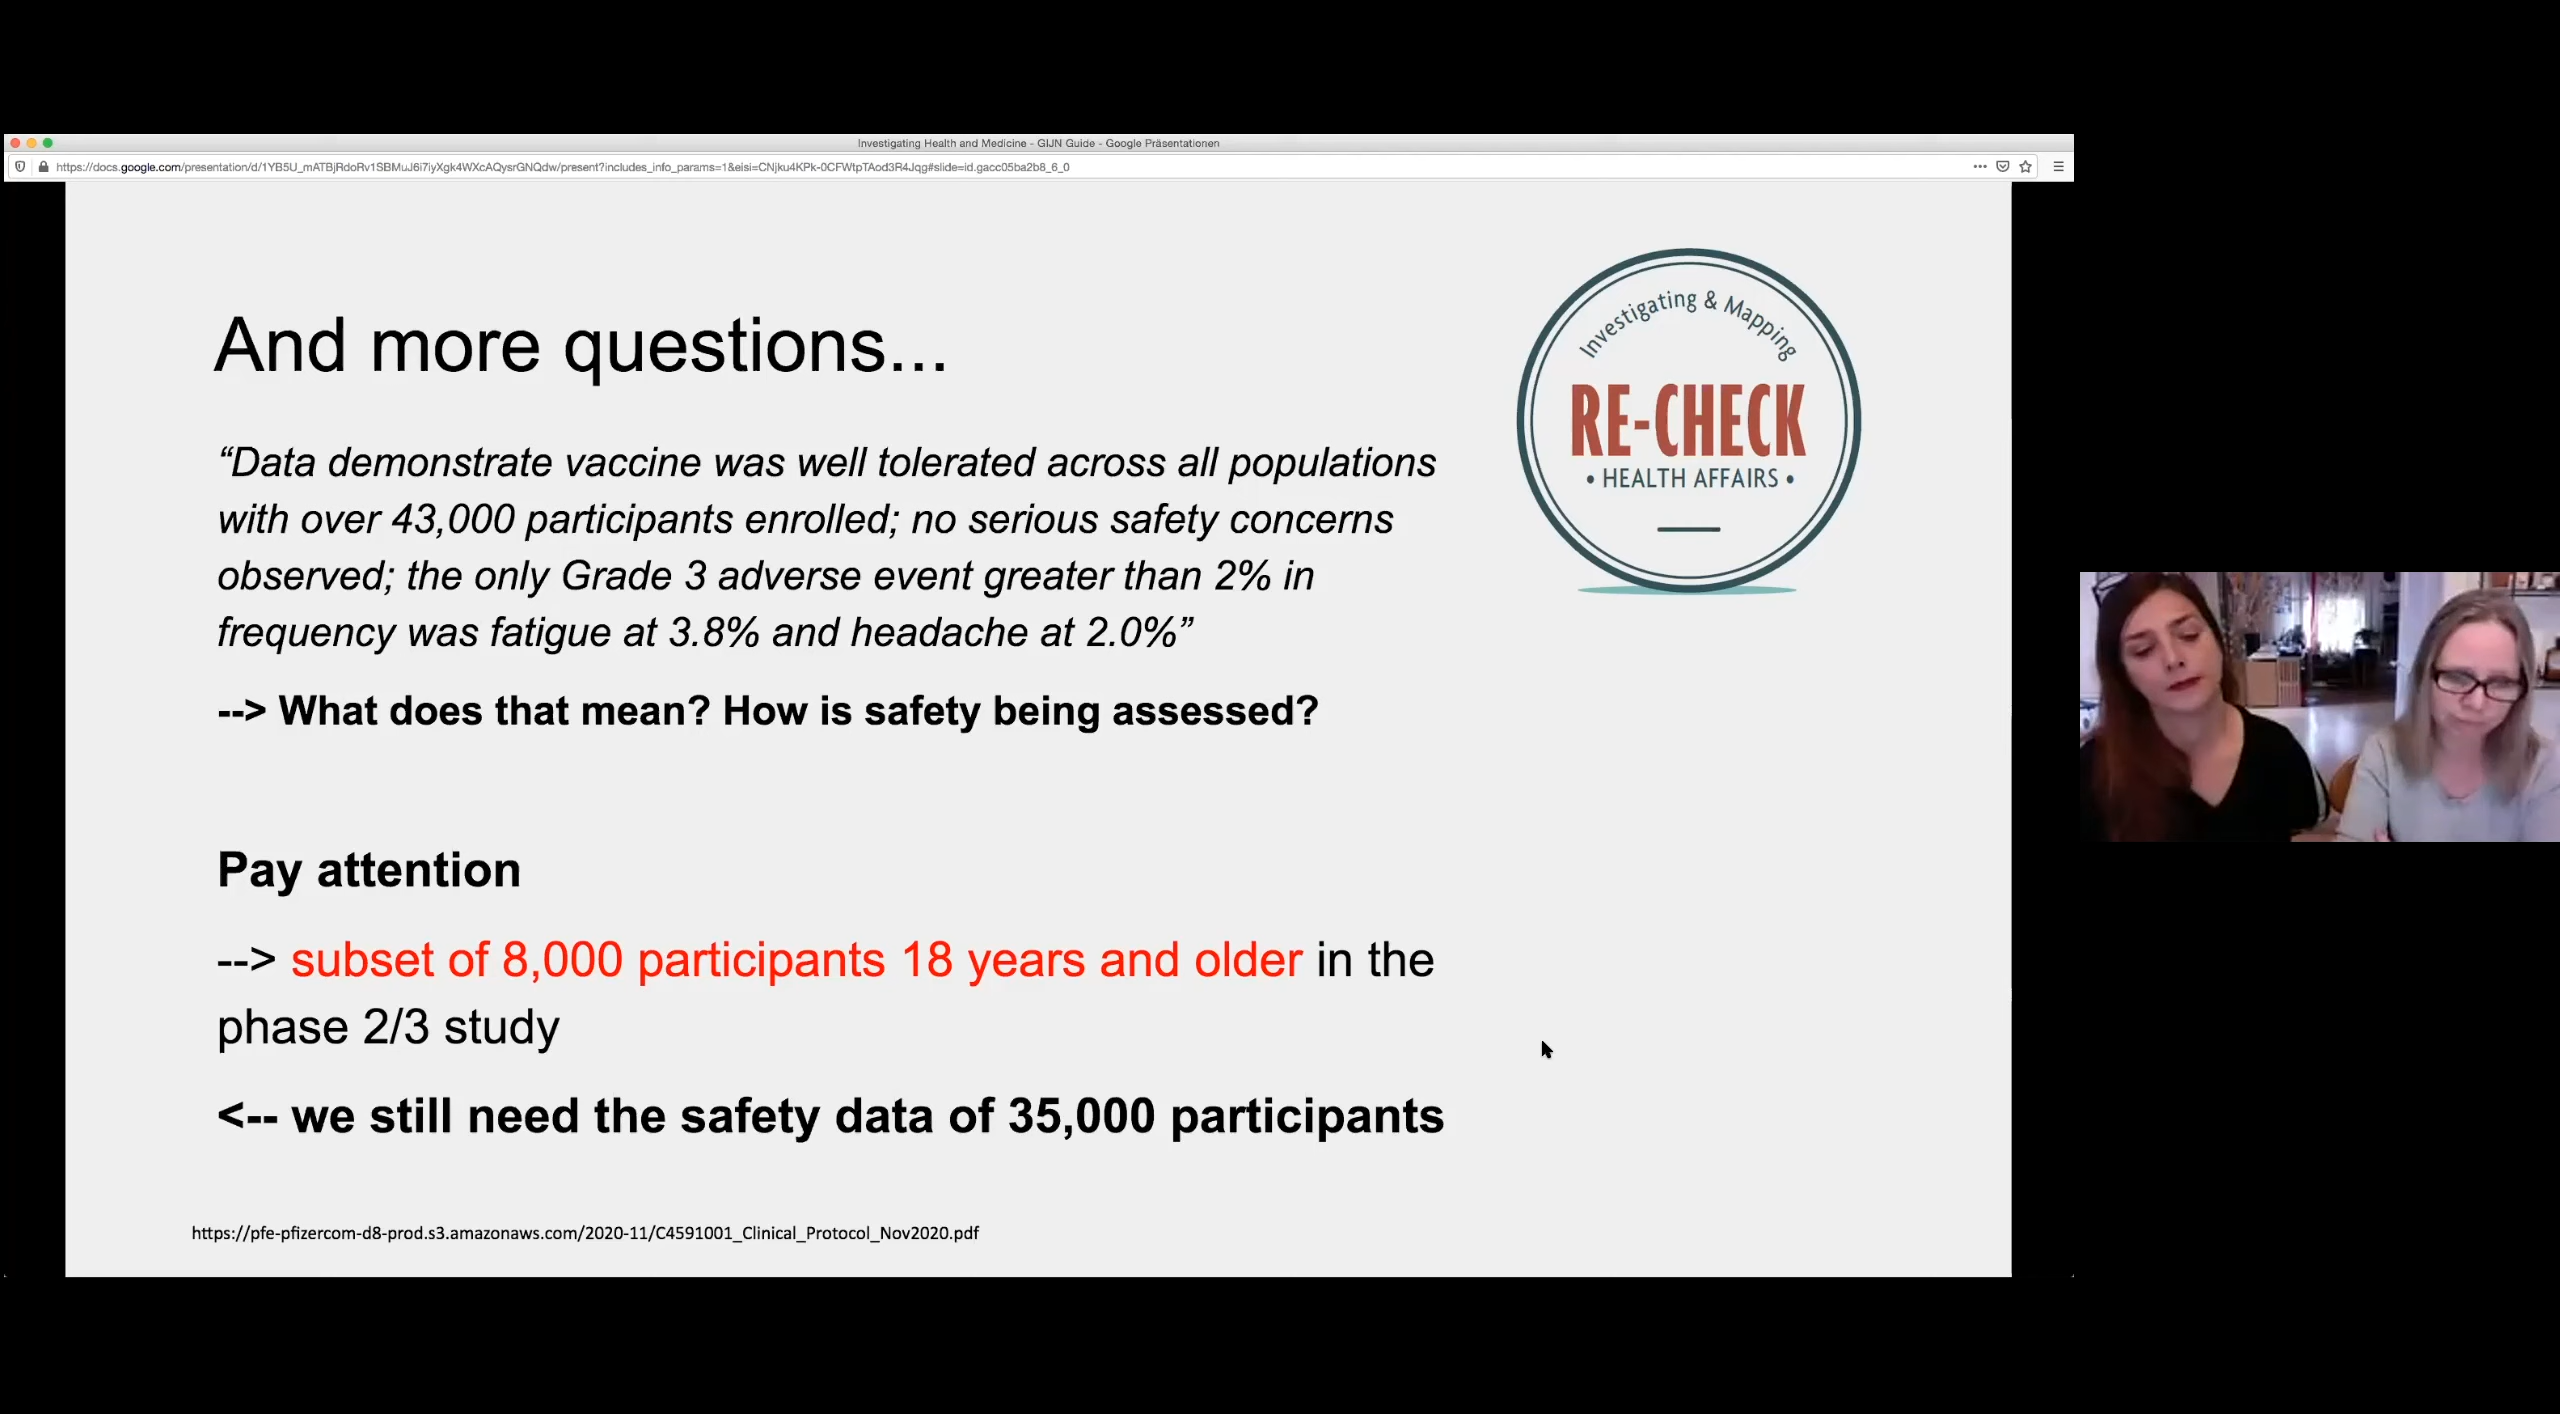 Investigating Health and Medicine - GIJN Guide - Google Präsentationen
https://docs.google.com/presentation/d/1YB5U_mATBjRdoRv1SBMuJ6i7iyXgk4WXcAQysrGNQdw/present?includes_info_params=1&eisi=CNjku4KPk-0CFWtpTAod3R4Jqg#slide=id.gacc05ba2b8_6_0
And more questions...
Investigating & Mapping
RE-CHECK
• HEALTH AFFAIRS •
“Data demonstrate vaccine was well tolerated across all populations
with over 43,000 participants enrolled; no serious safety concerns
observed; the only Grade 3 adverse event greater than 2% in
frequency was fatigue at 3.8% and headache at 2.0%”
--> What does that mean? How is safety being assessed?
Pay attention
--> subset of 8,000 participants 18 years and older in the
phase 2/3 study
<-- we still need the safety data of 35,000 participants
https://pfe-pfizercom-d8-prod.s3.amazonaws.com/2020-11/C4591001_Clinical_Protocol_Nov2020.pdf